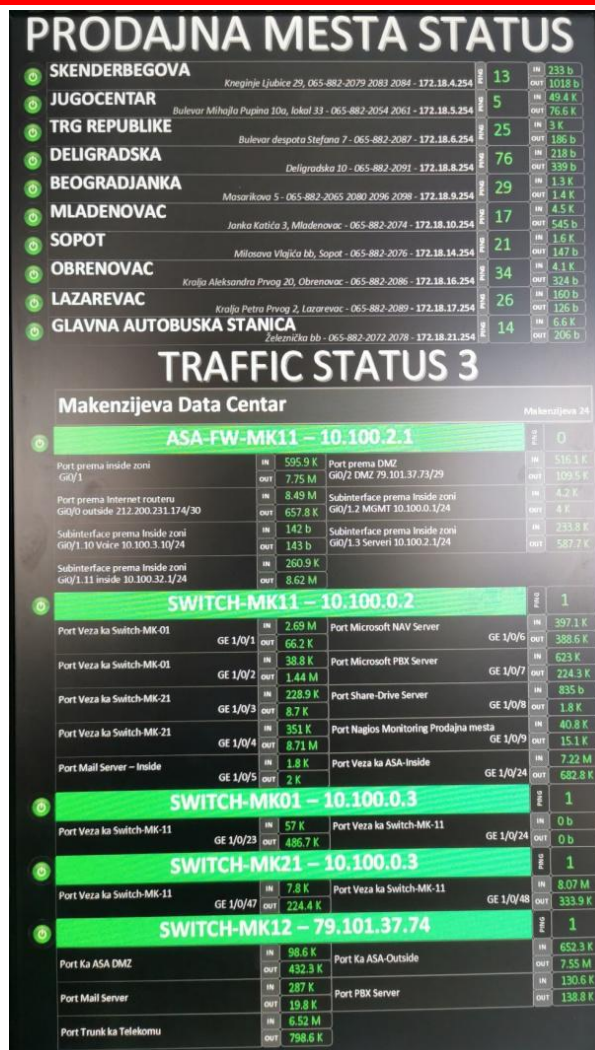 PRODAJNA MESTA STATUS
SKENDERBEGOVA
Kneginje Ljubice 29, 065-882-2079 2083 2084 - 172.18.4.254 PING 13 IN 233 b OUT 1018 b
JUGOCENTAR
Bulevar Mihajla Pupina 10a, lokal 33 - 065-882-2054 2061 - 172.18.5.254 PING 5 IN 49.4 K OUT 76.6 K
TRG REPUBLIKE
Bulevar despota Stefana 7 - 065-882-2087 - 172.18.6.254 PING 25 IN 3 K OUT 186 b
DELIGRADSKA
Deligradska 10 - 065-882-2091 - 172.18.8.254 PING 76 IN 218 b OUT 339 b
BEOGRADJANKA
Masarikova 5 - 065-882-2065 2080 2096 2098 - 172.18.9.254 PING 29 IN 1.3 K OUT 1.4 K
MLADENOVAC
Janka Katića 3, Mladenovac - 065-882-2074 - 172.18.10.254 PING 17 IN 4.5 K OUT 545 b
SOPOT
Milosava Vlajića bb, Sopot - 065-882-2076 - 172.18.14.254 PING 21 IN 1.6 K OUT 147 b
OBRENOVAC
Kralja Aleksandra Prvog 20, Obrenovac - 065-882-2086 - 172.18.16.254 PING 34 IN 4.1 K OUT 324 b
LAZAREVAC
Kralja Petra Prvog 2, Lazarevac - 065-882-2089 - 172.18.17.254 PING 26 IN 160 b OUT 126 b
GLAVNA AUTOBUSKA STANICA
Železnička bb - 065-882-2072 2078 - 172.18.21.254 PING 14 IN 6.6 K OUT 206 b
TRAFFIC STATUS 3
Makenzijeva Data Centar Makenzijeva 24
ASA-FW-MK11 – 10.100.2.1 PING 0
Port prema inside zoni IN 595.9 K Port prema DMZ IN 516.1 K
Gi0/1 OUT 7.75 M Gi0/2 DMZ 79.101.37.73/29 OUT 109.5 K
Port prema Internet routeru IN 8.49 M Subinterface prema Inside zoni IN 4.2 K
Gi0/0 outside 212.200.231.174/30 OUT 657.8 K Gi0/1.2 MGMT 10.100.0.1/24 OUT 4 K
Subinterface prema Inside zoni IN 142 b Subinterface prema Inside zoni IN 233.8 K
Gi0/1.10 Voice 10.100.3.10/24 OUT 143 b Gi0/1.3 Serveri 10.100.2.1/24 OUT 587.7 K
Subinterface prema Inside zoni IN 260.9 K
Gi0/1.11 inside 10.100.32.1/24 OUT 8.62 M
SWITCH-MK11 – 10.100.0.2 PING 1
Port Veza ka Switch-MK-01 IN 2.69 M Port Microsoft NAV Server IN 397.1 K
GE 1/0/1 OUT 66.2 K GE 1/0/6 OUT 388.6 K
Port Veza ka Switch-MK-01 IN 38.8 K Port Microsoft PBX Server IN 623 K
GE 1/0/2 OUT 1.44 M GE 1/0/7 OUT 224.3 K
Port Veza ka Switch-MK-21 IN 228.9 K Port Share-Drive Server IN 835 b
GE 1/0/3 OUT 8.7 K GE 1/0/8 OUT 1.8 K
Port Veza ka Switch-MK-21 IN 351 K Port Nagios Monitoring Prodajna mesta IN 40.8 K
GE 1/0/4 OUT 8.71 M GE 1/0/9 OUT 15.1 K
Port Mail Server – Inside IN 1.8 K Port Veza ka ASA-Inside IN 7.22 M
GE 1/0/5 OUT 2 K GE 1/0/24 OUT 682.8 K
SWITCH-MK01 – 10.100.0.3 PING 1
Port Veza ka Switch-MK-11 IN 57 K Port Veza ka Switch-MK-11 IN 0 b
GE 1/0/23 OUT 486.7 K GE 1/0/24 OUT 0 b
SWITCH-MK21 – 10.100.0.3 PING 1
Port Veza ka Switch-MK-11 IN 7.8 K Port Veza ka Switch-MK-11 IN 8.07 M
GE 1/0/47 OUT 224.4 K GE 1/0/48 OUT 333.9 K
SWITCH-MK12 – 79.101.37.74 PING 1
Port Ka ASA DMZ IN 98.6 K OUT 432.3 K Port Ka ASA-Outside IN 652.3 K OUT 7.55 M
Port Mail Server IN 287 K OUT 19.8 K Port PBX Server IN 130.6 K OUT 138.8 K
Port Trunk ka Telekomu IN 6.52 M OUT 798.6 K